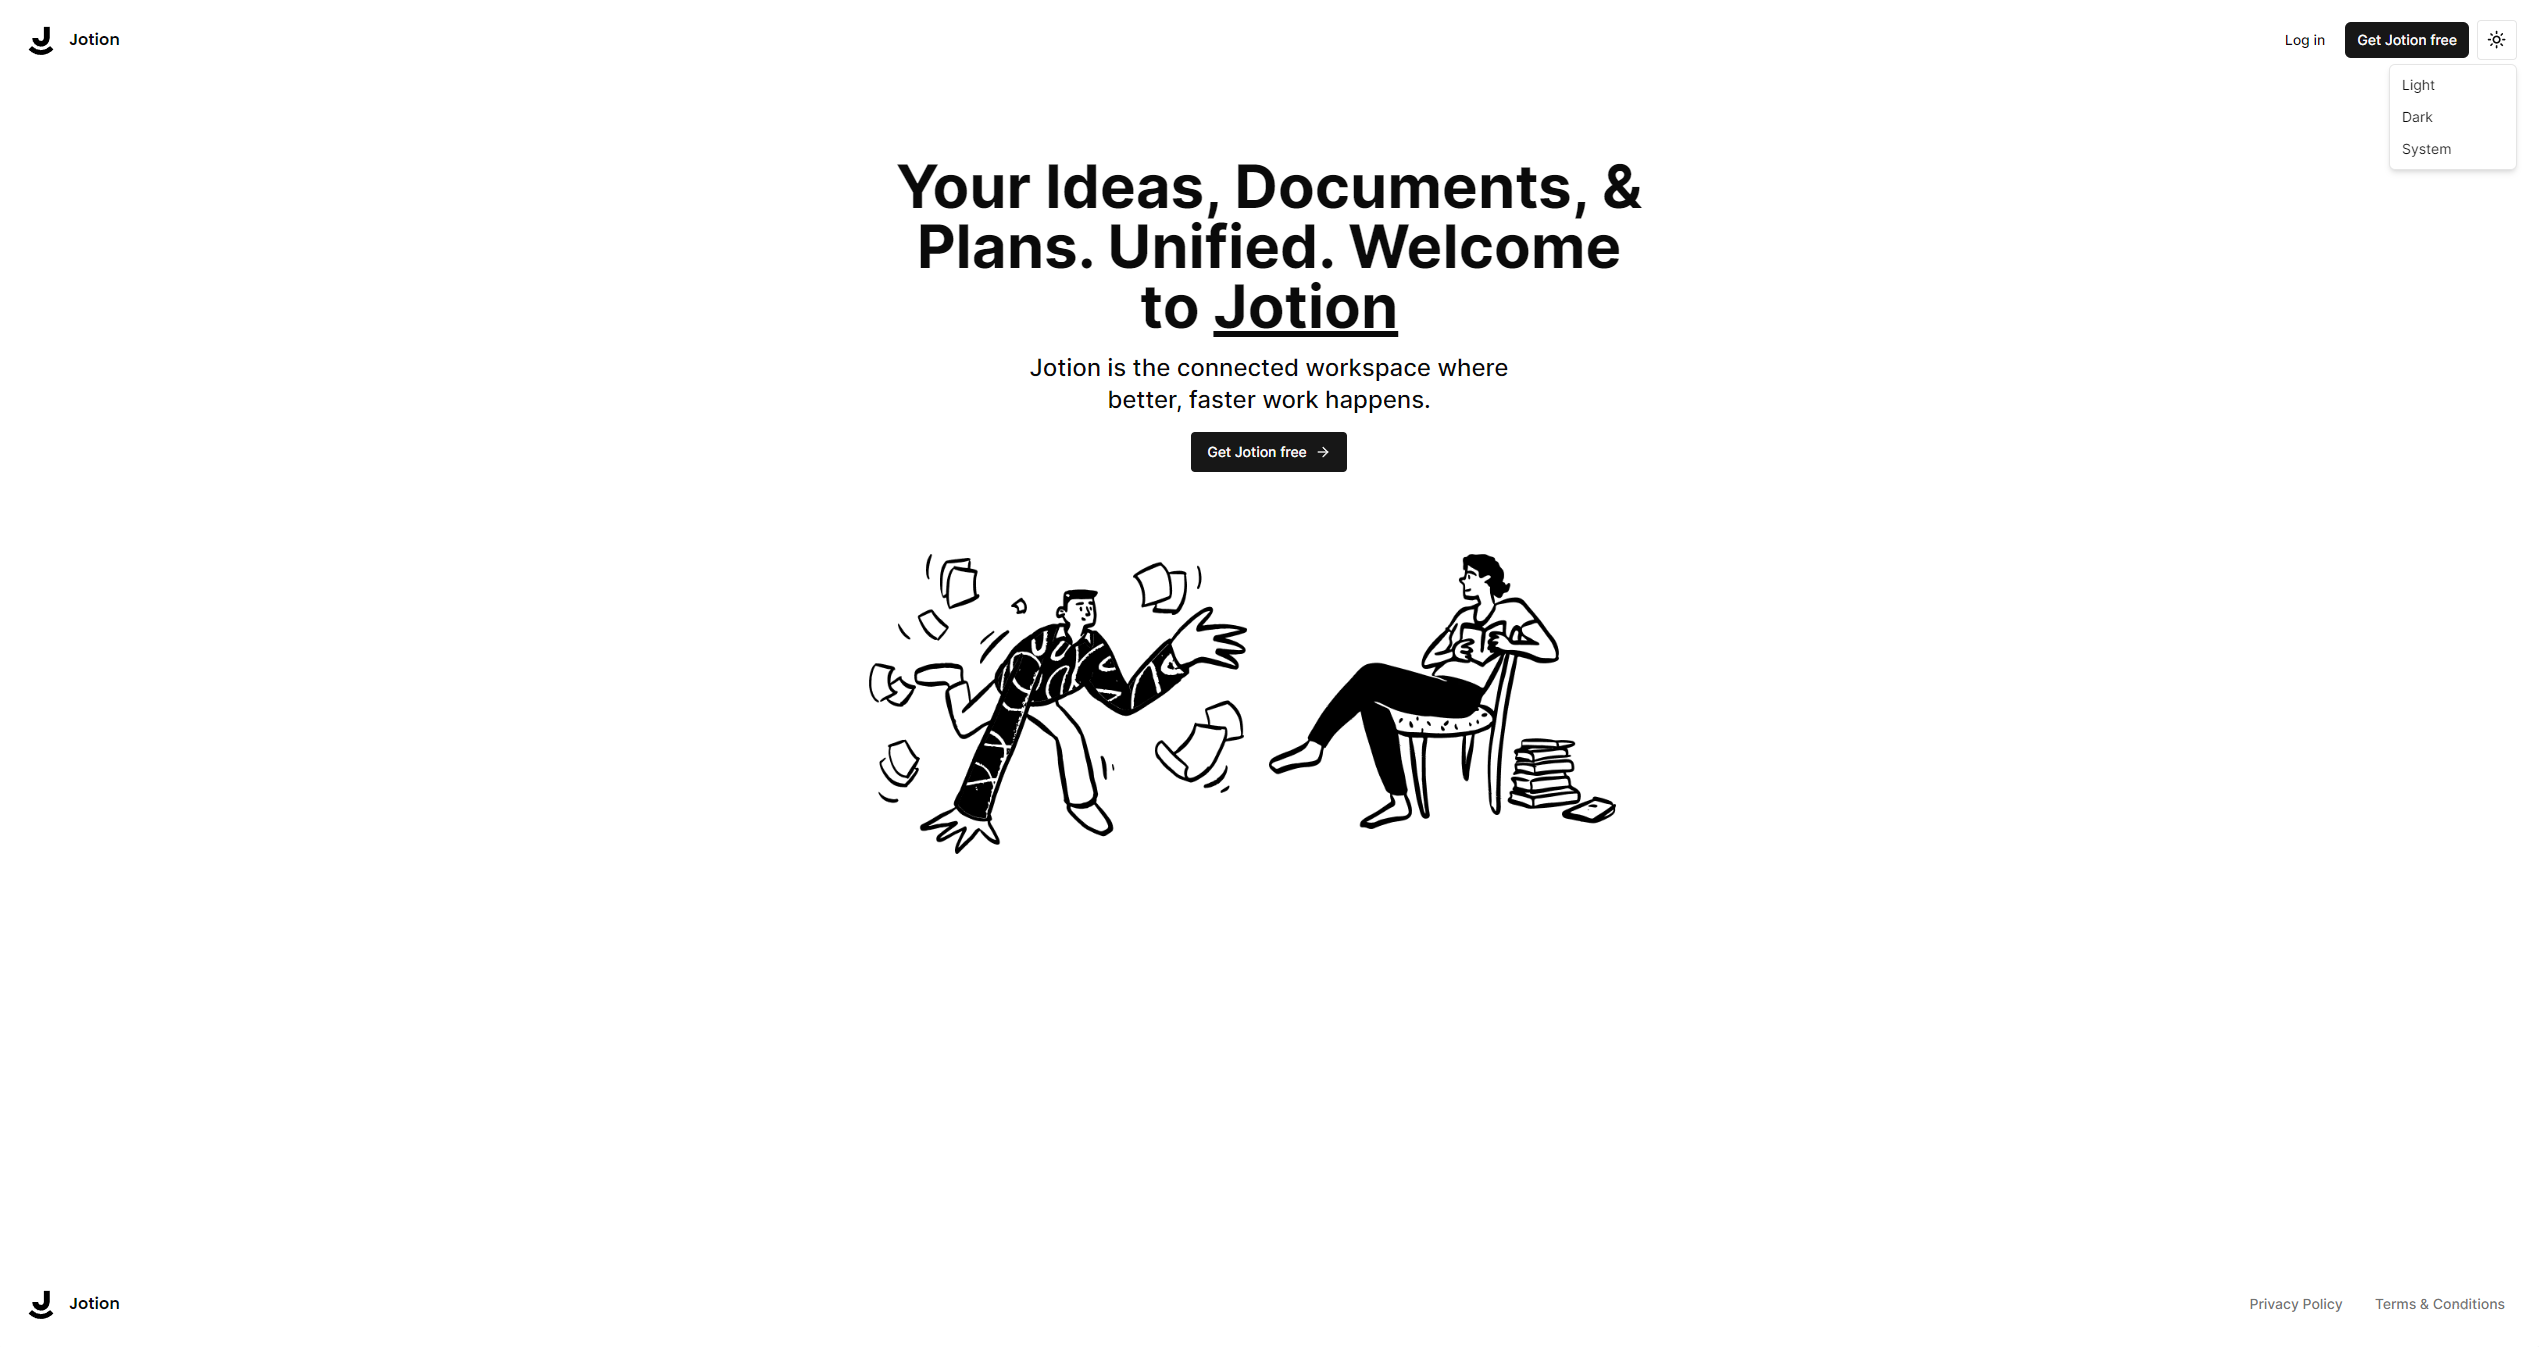 Jotion
Log in
Get Jotion free
Light
Dark
System
Your Ideas, Documents, &
Plans. Unified. Welcome
to Jotion
Jotion is the connected workspace where
better, faster work happens.
Get Jotion free →
Jotion
Privacy Policy
Terms & Conditions